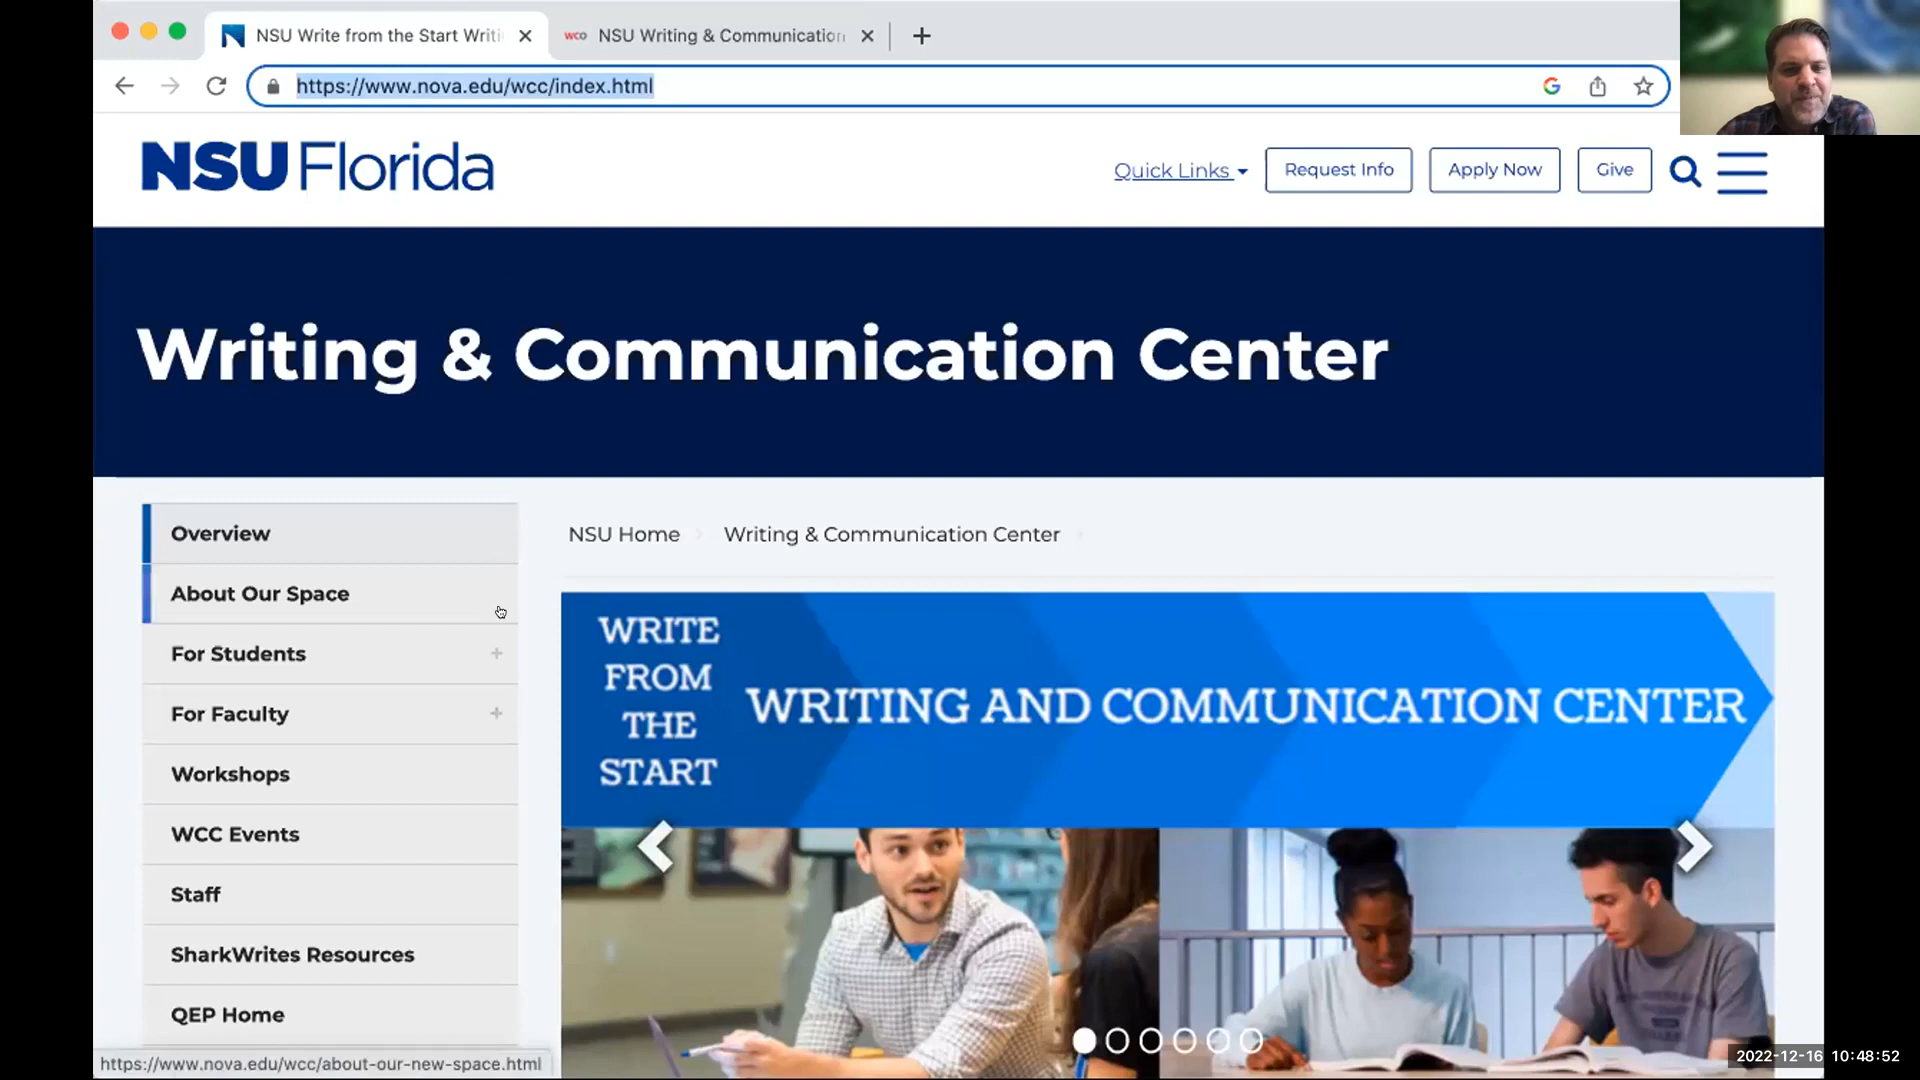 NSU Write from the Start Writi
wco NSU Writing & Communication
https://www.nova.edu/wcc/index.html
NSU Florida
Quick Links
Request Info
Apply Now
Give
Writing & Communication Center
Overview
About Our Space
For Students
For Faculty
Workshops
WCC Events
Staff
SharkWrites Resources
QEP Home
NSU Home
Writing & Communication Center
WRITE
FROM
THE
START
WRITING AND COMMUNICATION CENTER
https://www.nova.edu/wcc/about-our-new-space.html
2022-12-16 10:48:52